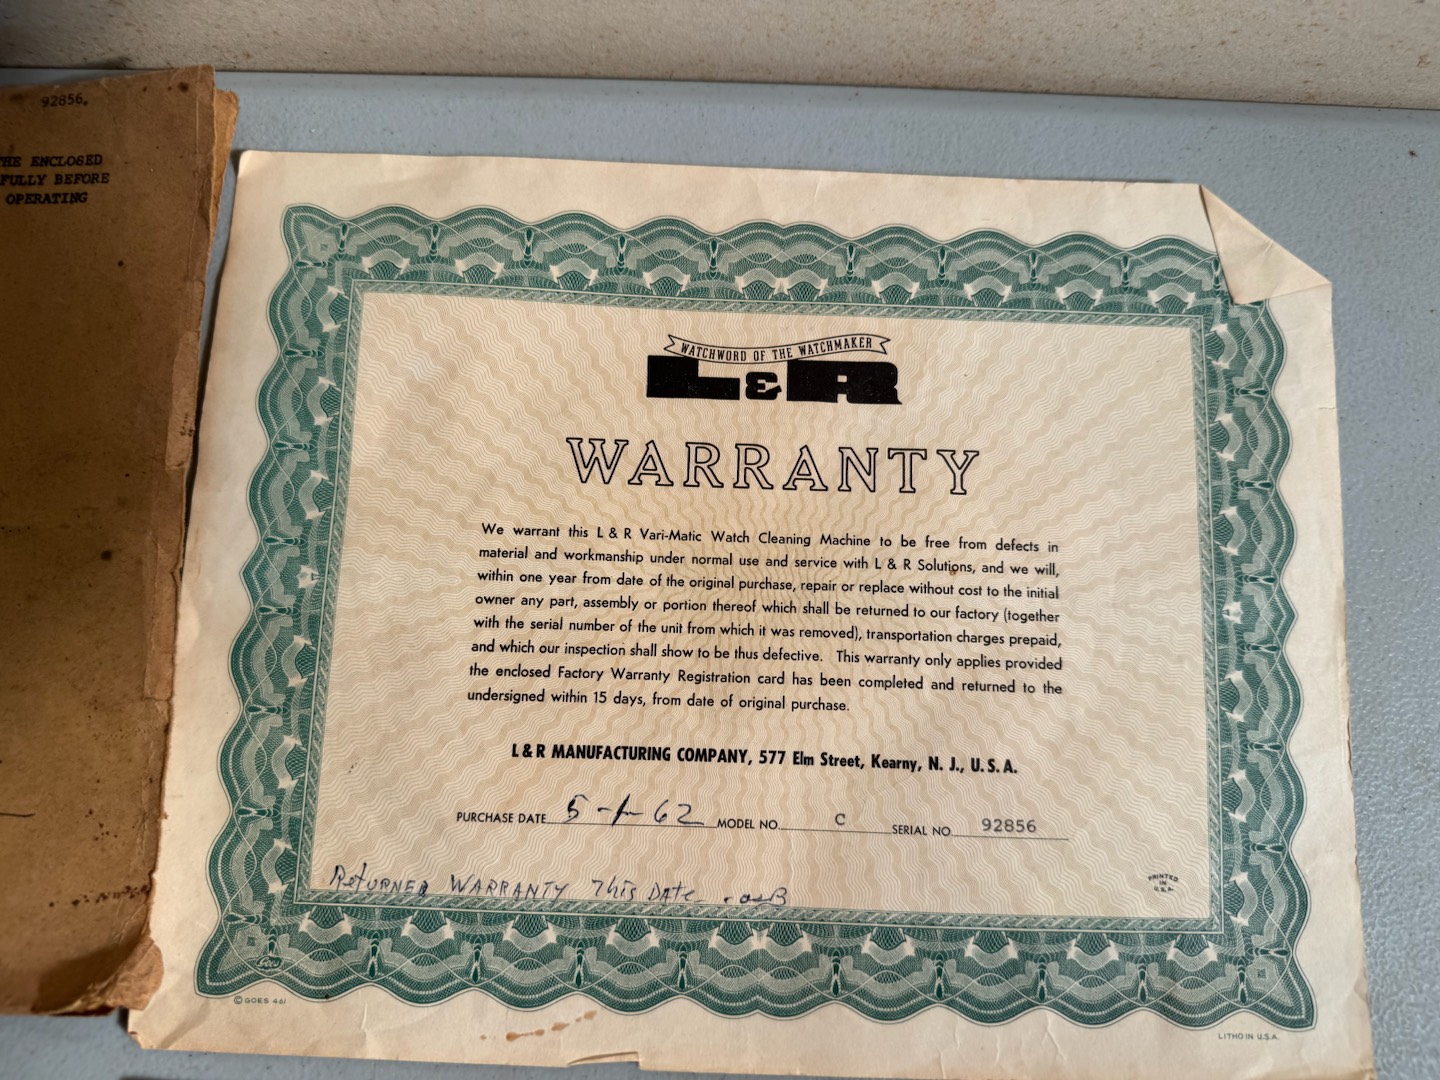 92856.
THE ENCLOSED
FULLY BEFORE
OPERATING
WATCHWORD OF THE WATCHMAKER
L&R
WARRANTY
We warrant this L & R Vari-Matic Watch Cleaning Machine to be free from defects in
material and workmanship under normal use and service with L & R Solutions, and we will,
within one year from date of the original purchase, repair or replace without cost to the initial
owner any part, assembly or portion thereof which shall be returned to our factory (together
with the serial number of the unit from which it was removed), transportation charges prepaid,
and which our inspection shall show to be thus defective. This warranty only applies provided
the enclosed Factory Warranty Registration card has been completed and returned to the
undersigned within 15 days, from date of original purchase.
L & R MANUFACTURING COMPANY, 577 Elm Street, Kearny, N. J., U. S. A.
PURCHASE DATE 5-1-62 MODEL NO. C SERIAL NO. 92856
Returned WARRANTY This Date
PRINTED
IN
U.S.A.
Goes
© GOES 461
LITHO IN U.S.A.